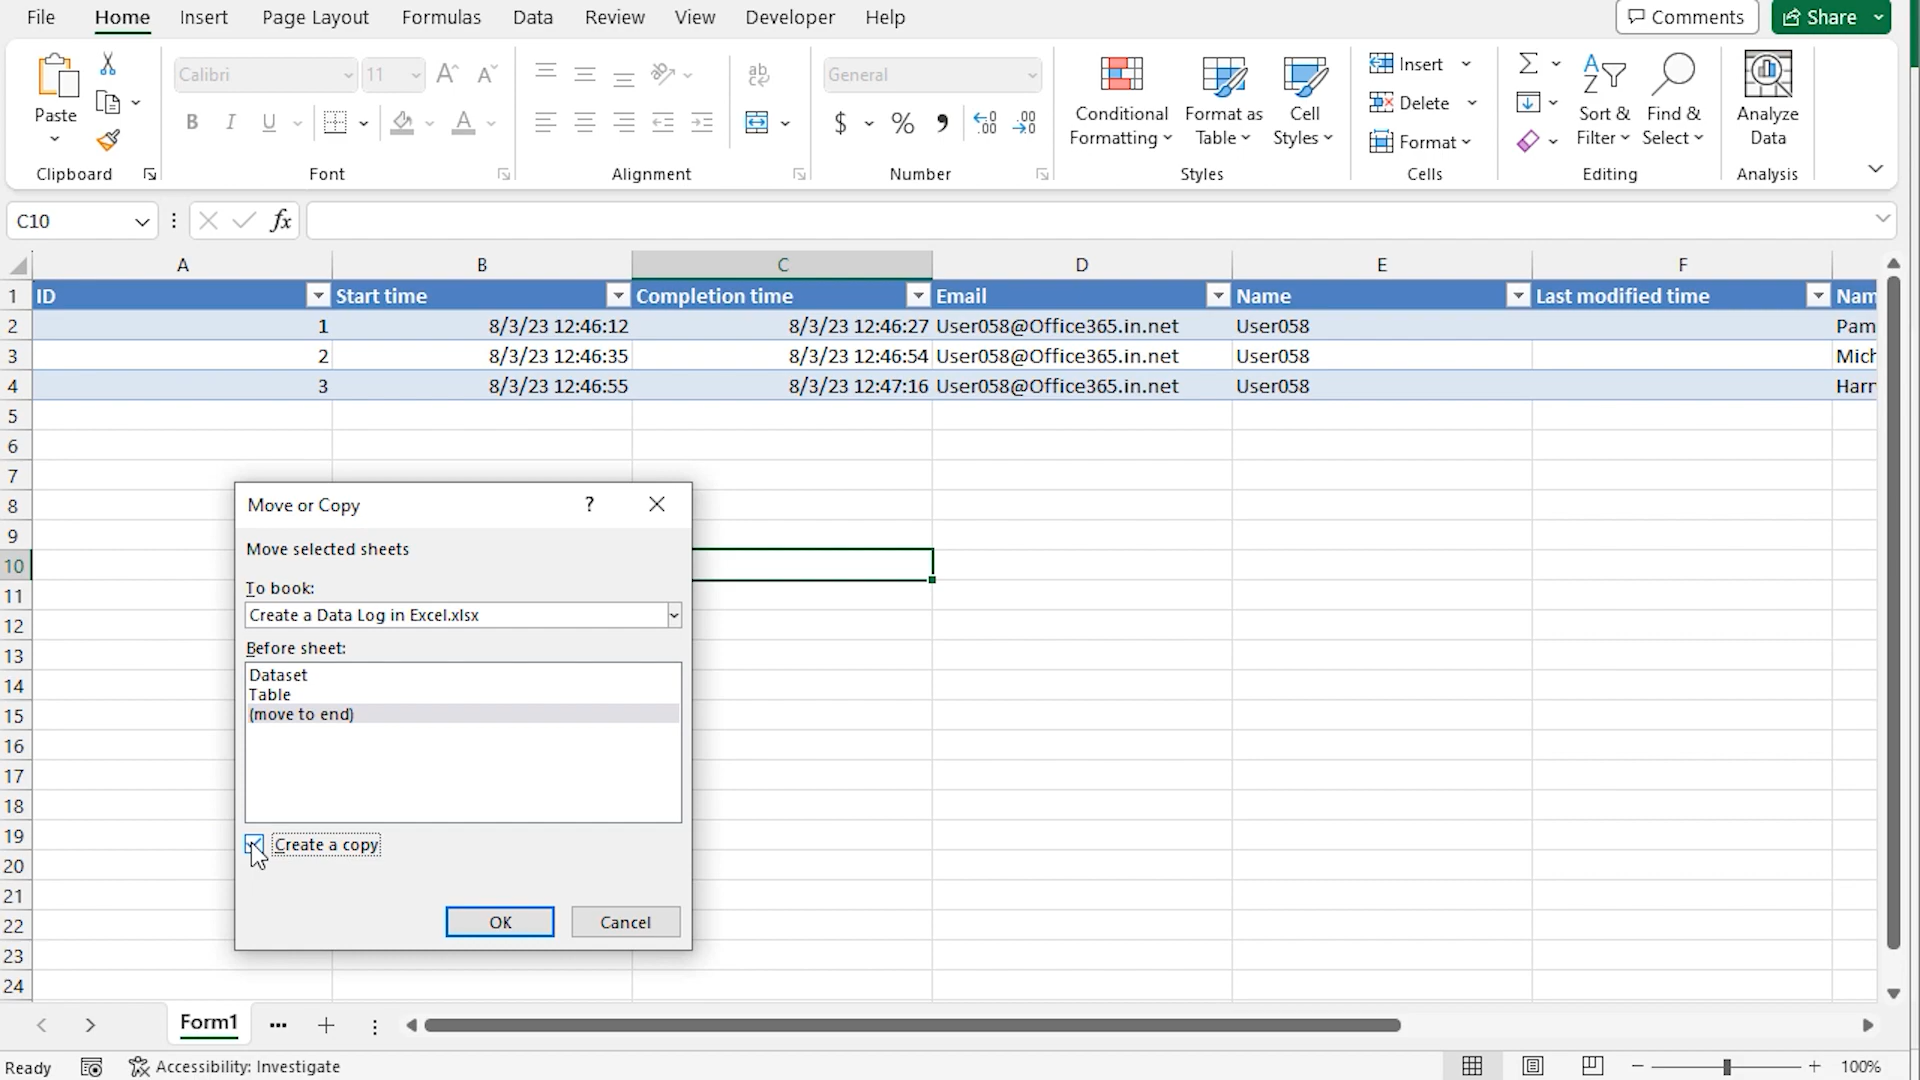 File Home Insert Page Layout Formulas Data Review View Developer Help Comments Share
Calibri 11 A A ab General Insert Σ A Z
Paste B I U A $ % , .00 .00 Conditional Formatting Format as Table Cell Styles Delete Sort & Filter Find & Select Analyze Data
Format
Clipboard Font Alignment Number Styles Cells Editing Analysis
C10 fx
A B C D E F
1 ID Start time Completion time Email Name Last modified time Nam
2 1 8/3/23 12:46:12 8/3/23 12:46:27 User058@Office365.in.net User058 Pam
3 2 8/3/23 12:46:35 8/3/23 12:46:54 User058@Office365.in.net User058 Mich
4 3 8/3/23 12:46:55 8/3/23 12:47:16 User058@Office365.in.net User058 Harr
5
6
7
8
9
10
11
12
13
14
15
16
17
18
19
20
21
22
23
24
Move or Copy ?
Move selected sheets
To book:
Create a Data Log in Excel.xlsx
Before sheet:
Dataset
Table
(move to end)
Create a copy
OK Cancel
Form1 ...
Ready Accessibility: Investigate 100%